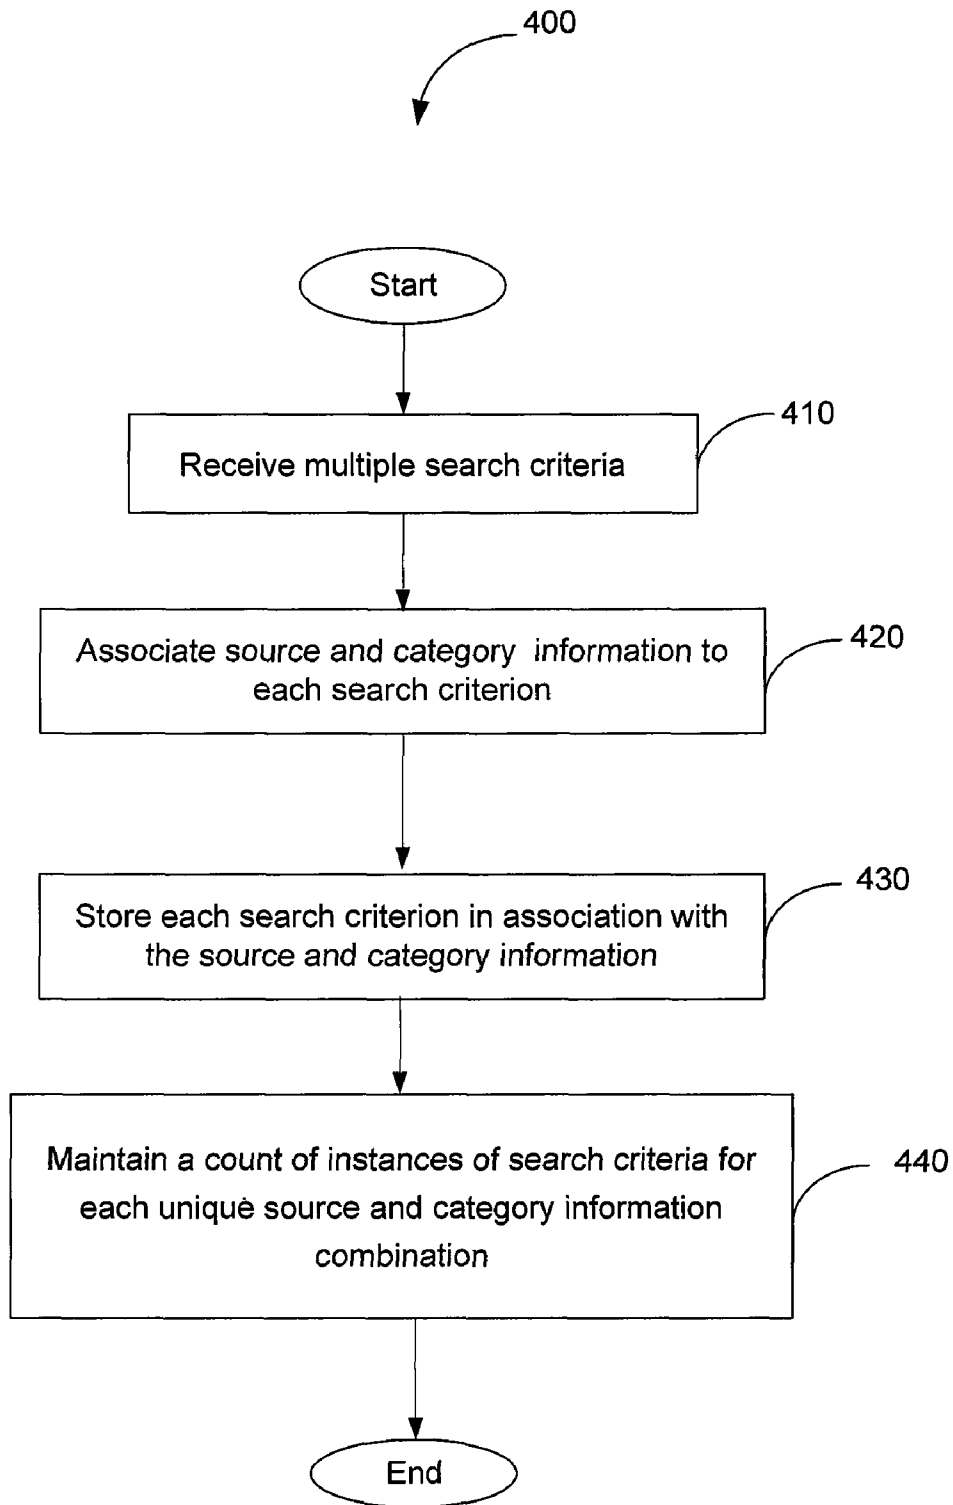 400
Start
410
Receive multiple search criteria
420
Associate source and category information to
each search criterion
430
Store each search criterion in association with
the source and category information
440
Maintain a count of instances of search criteria for
each unique source and category information
combination
End